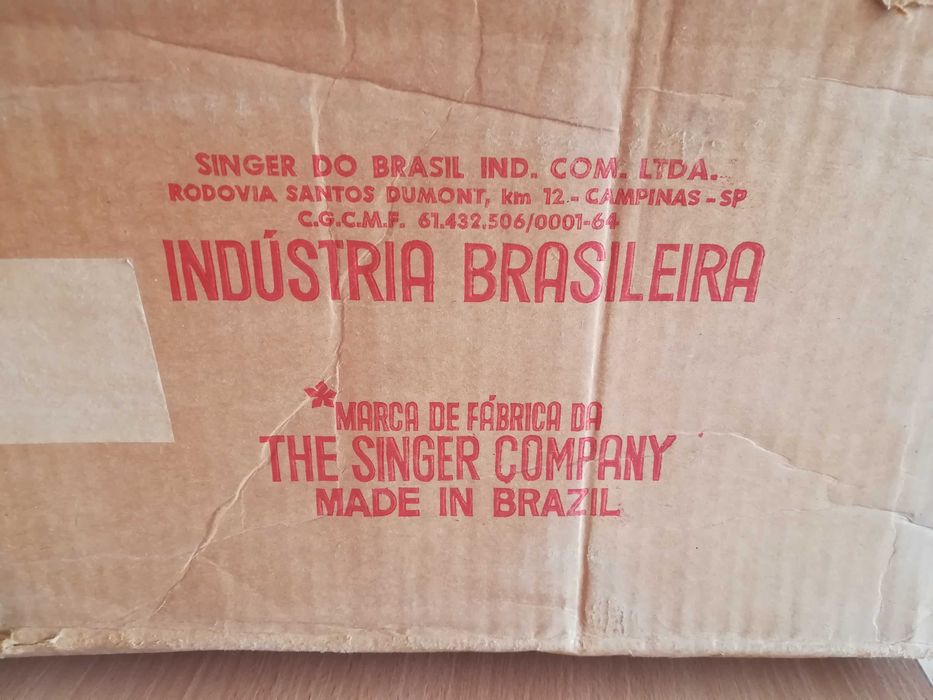 SINGER DO BRASIL IND. COM. LTDA.
RODOVIA SANTOS DUMONT, km 12 - CAMPINAS - SP
C.G.C.M.F. 61.432.506/0001-64
INDÚSTRIA BRASILEIRA
*MARCA DE FÁBRICA DA
THE SINGER COMPANY
MADE IN BRAZIL